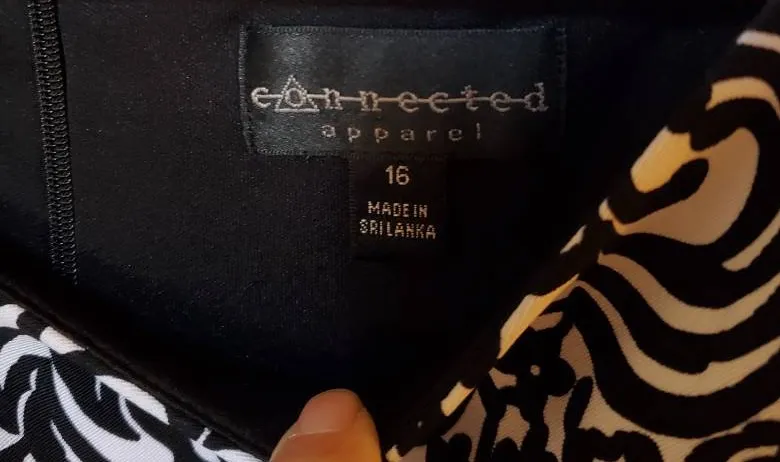 connected
apparel
16
MADE IN
SRI LANKA